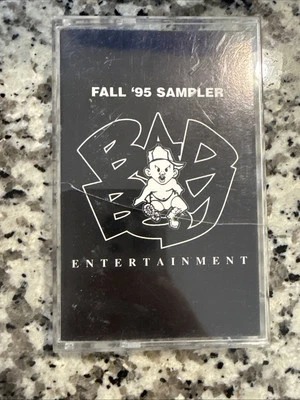 FALL '95 SAMPLER
BAD
BOY
ENTERTAINMENT